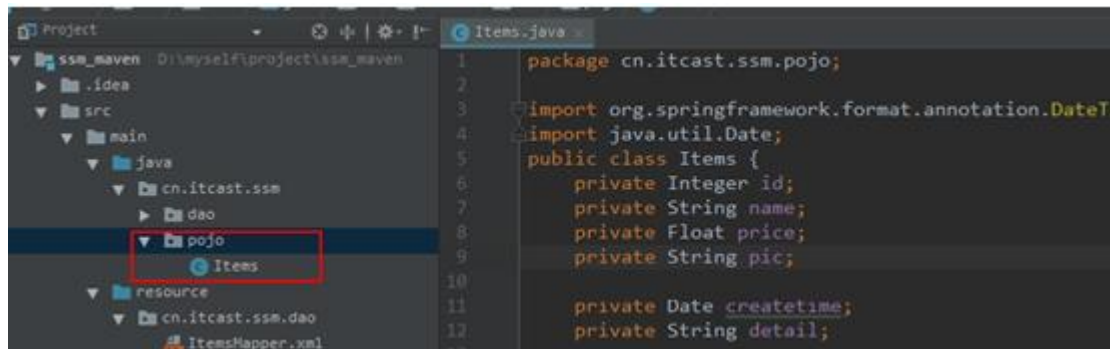 Project
ssm_maven D:\myself\project\ssm_maven
.idea
src
main
java
cn.itcast.ssm
dao
pojo
Items
resource
cn.itcast.ssm.dao
ItemsMapper.xml
Items.java
1 package cn.itcast.ssm.pojo;
2
3 import org.springframework.format.annotation.DateT
4 import java.util.Date;
5 public class Items {
6 private Integer id;
7 private String name;
8 private Float price;
9 private String pic;
10
11 private Date createtime;
12 private String detail;